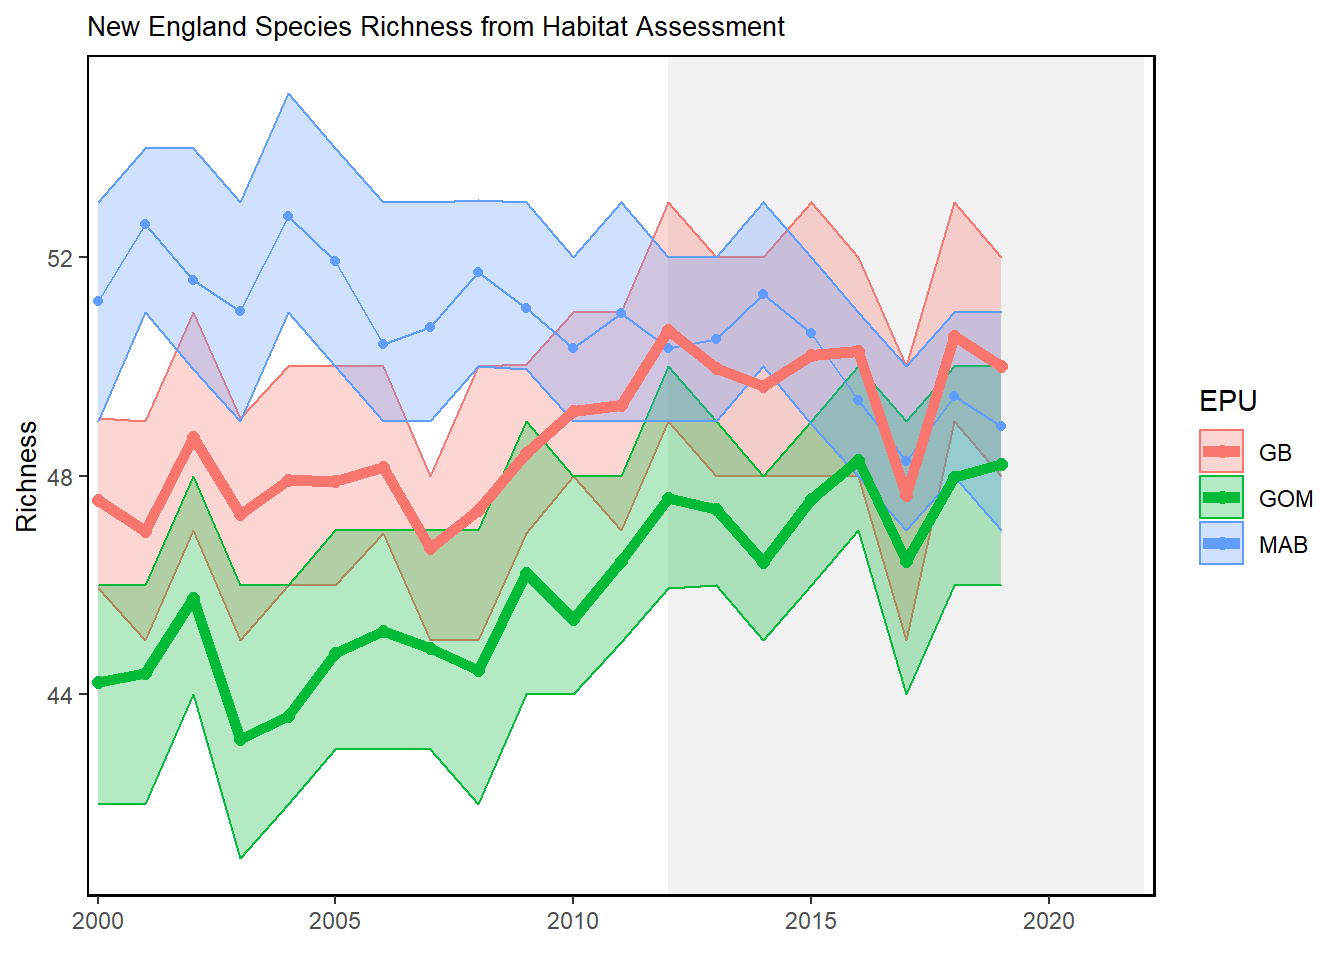 New England Species Richness from Habitat Assessment
Richness
52
48
44
2000 2005 2010 2015 2020
EPU
GB
GOM
MAB